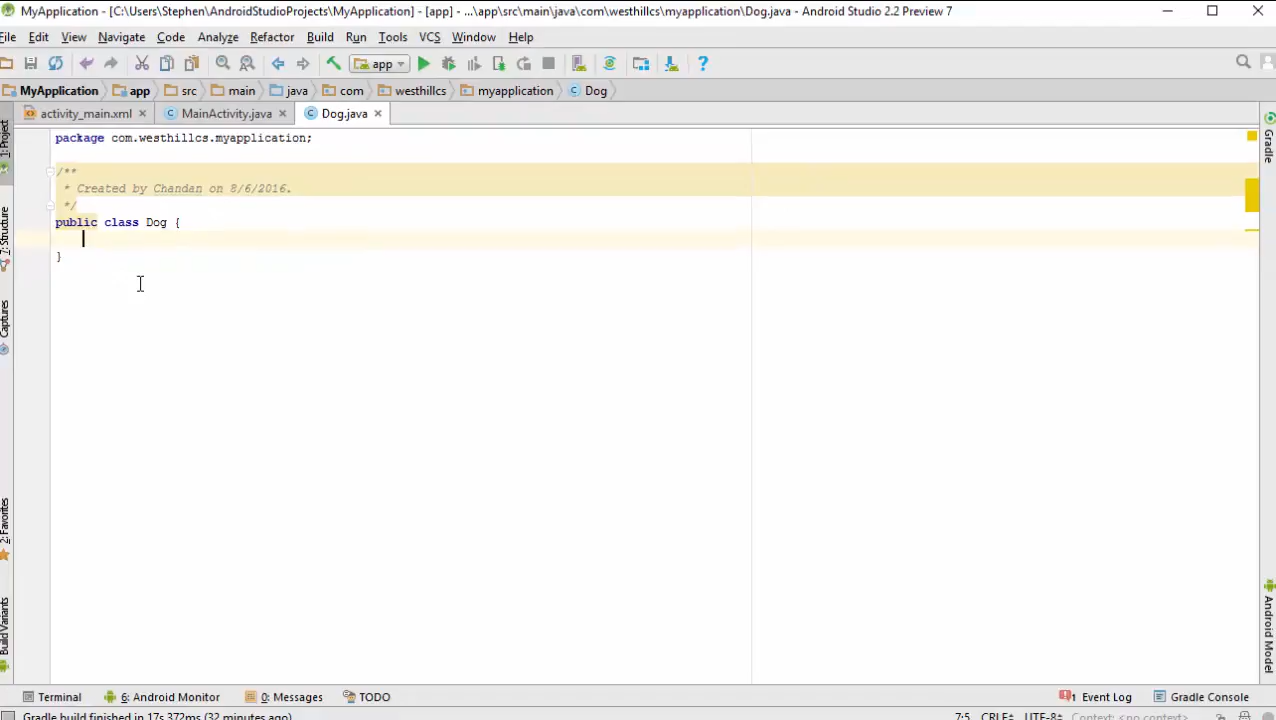 MyApplication - [C:\Users\Stephen\AndroidStudioProjects\MyApplication] - [app] - ...\app\src\main\java\com\westhillcs\myapplication\Dog.java - Android Studio 2.2 Preview 7
File Edit View Navigate Code Analyze Refactor Build Run Tools VCS Window Help
app
MyApplication app src main java com westhillcs myapplication Dog
activity_main.xml MainActivity.java Dog.java
1: Project
7: Structure
Captures
2: Favorites
Build Variants
package com.westhillcs.myapplication;
/**
* Created by Chandan on 8/6/2016.
*/
public class Dog {
}
Gradle
Android Model
Terminal 6: Android Monitor 0: Messages TODO 1 Event Log Gradle Console
Gradle build finished in 17s 372ms (32 minutes ago) 7:5 CRLF UTF-8 Context: <no context>